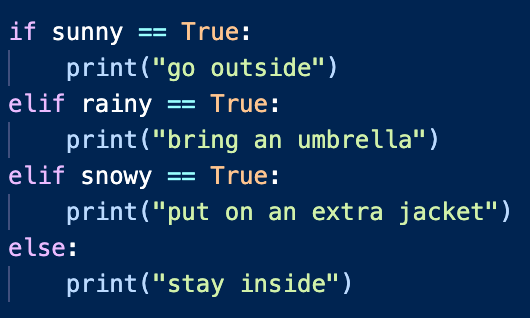 if sunny == True:
    print("go outside")
elif rainy == True:
    print("bring an umbrella")
elif snowy == True:
    print("put on an extra jacket")
else:
    print("stay inside")